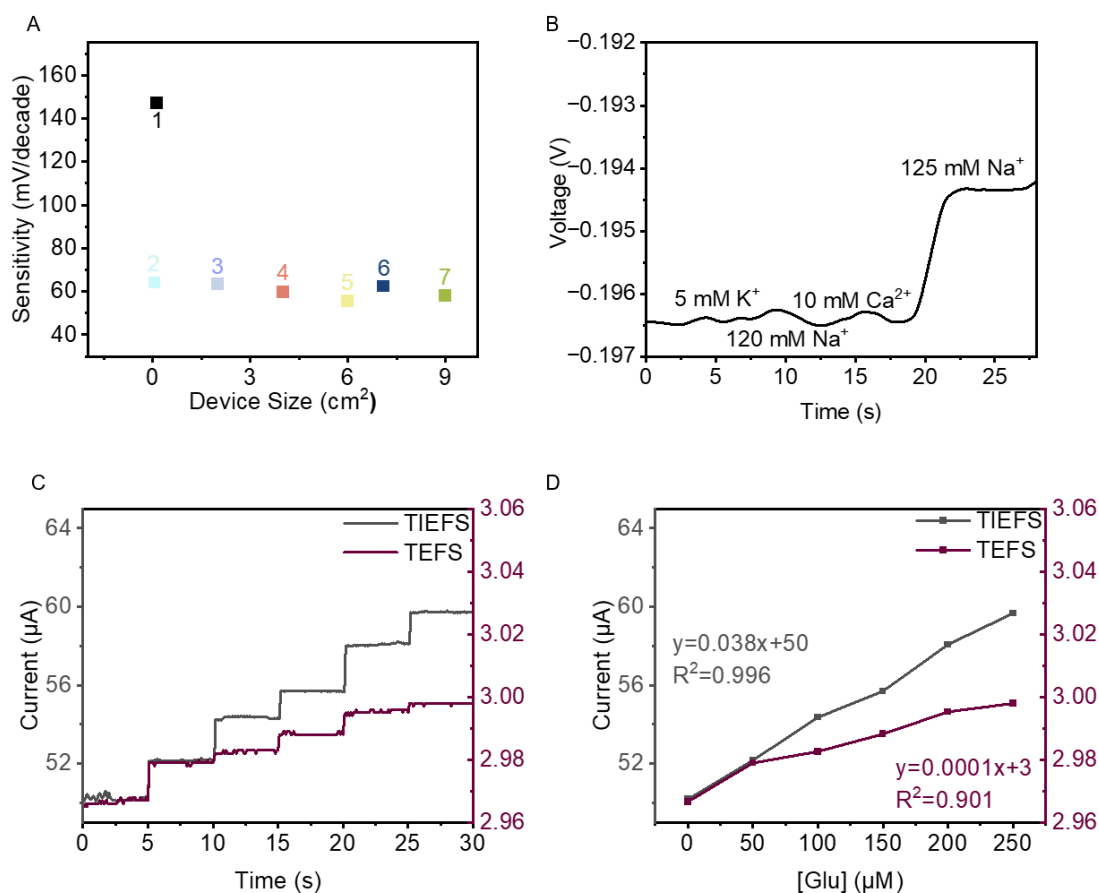 A
Sensitivity (mV/decade)
160
140
120
100
80
60
40
1
2
3
4
5
6
7
0
3
6
9
Device Size (cm²)
B
Voltage (V)
−0.192
−0.193
−0.194
−0.195
−0.196
−0.197
125 mM Na⁺
5 mM K⁺
10 mM Ca²⁺
120 mM Na⁺
0
5
10
15
20
25
Time (s)
C
Current (µA)
64
60
56
52
TIEFS
TEFS
3.06
3.04
3.02
3.00
2.98
2.96
0
5
10
15
20
25
30
Time (s)
D
Current (µA)
64
60
56
52
TIEFS
TEFS
y=0.038x+50
R²=0.996
y=0.0001x+3
R²=0.901
3.06
3.04
3.02
3.00
2.98
2.96
0
50
100
150
200
250
[Glu] (µM)